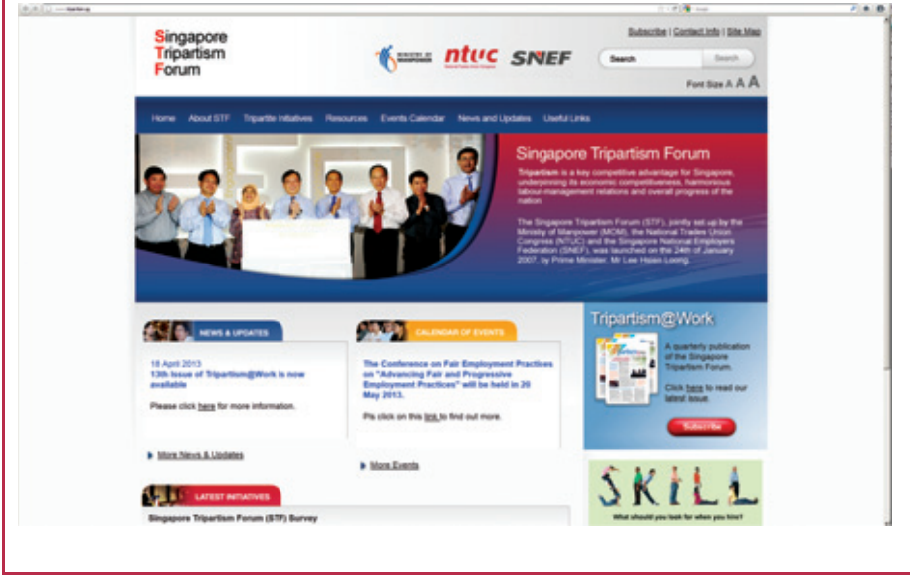 Singapore
Tripartism
Forum
MINISTRY OF
MANPOWER
ntuc
SNEF
Subscribe | Contact Info | Site Map
Search Search
Font Size A A A
Home About STF Tripartite Initiatives Resources Events Calendar News and Updates Useful Links
Singapore Tripartism Forum
Tripartism is a key competitive advantage for Singapore,
underpinning its economic competitiveness, harmonious
labour-management relations and overall progress of the
nation
The Singapore Tripartism Forum (STF), jointly set up by the
Ministry of Manpower (MOM), the National Trades Union
Congress (NTUC) and the Singapore National Employers
Federation (SNEF), was launched on the 24th of January
2007, by Prime Minister, Mr Lee Hsien Loong.
NEWS & UPDATES
18 April 2013
13th Issue of Tripartism@Work is now
available
Please click here for more information.
More News & Updates
CALENDAR OF EVENTS
The Conference on Fair Employment Practices
on "Advancing Fair and Progressive
Employment Practices" will be held in 20
May 2013.
Pls click on this link to find out more.
More Events
Tripartism@Work
A quarterly publication
of the Singapore
Tripartism Forum.
Click here to read our
latest issue.
Subscribe
LATEST INITIATIVES
Singapore Tripartism Forum (STF) Survey
SKILL
What should you look for when you hire?